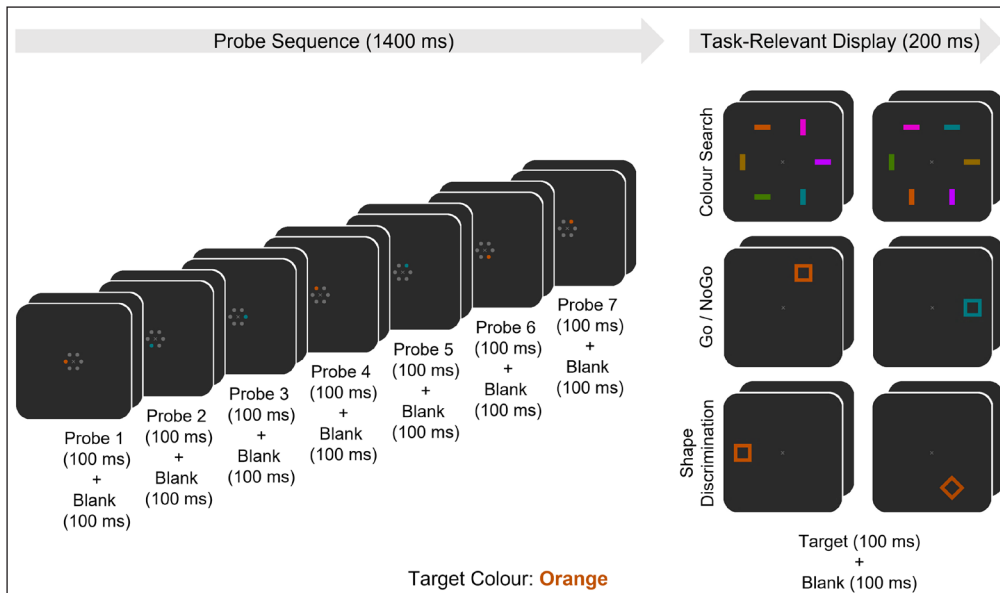 Probe Sequence (1400 ms)
Task-Relevant Display (200 ms)
Probe 1
(100 ms)
+
Blank
(100 ms)
Probe 2
(100 ms)
+
Blank
(100 ms)
Probe 3
(100 ms)
+
Blank
(100 ms)
Probe 4
(100 ms)
+
Blank
(100 ms)
Probe 5
(100 ms)
+
Blank
(100 ms)
Probe 6
(100 ms)
+
Blank
(100 ms)
Probe 7
(100 ms)
+
Blank
(100 ms)
Colour Search
Go / NoGo
Shape
Discrimination
Target (100 ms)
+
Blank (100 ms)
Target Colour: Orange